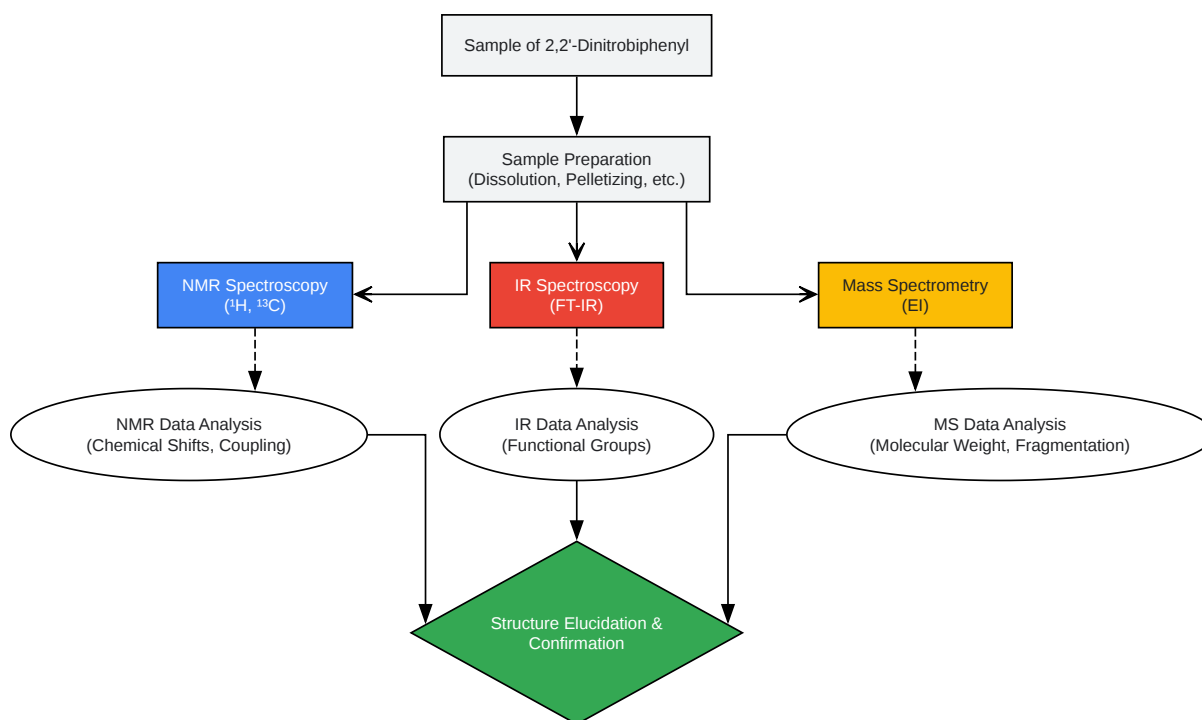 Sample of 2,2'-Dinitrobiphenyl
Sample Preparation
(Dissolution, Pelletizing, etc.)
NMR Spectroscopy
(¹H, ¹³C)
IR Spectroscopy
(FT-IR)
Mass Spectrometry
(EI)
NMR Data Analysis
(Chemical Shifts, Coupling)
IR Data Analysis
(Functional Groups)
MS Data Analysis
(Molecular Weight, Fragmentation)
Structure Elucidation &
Confirmation